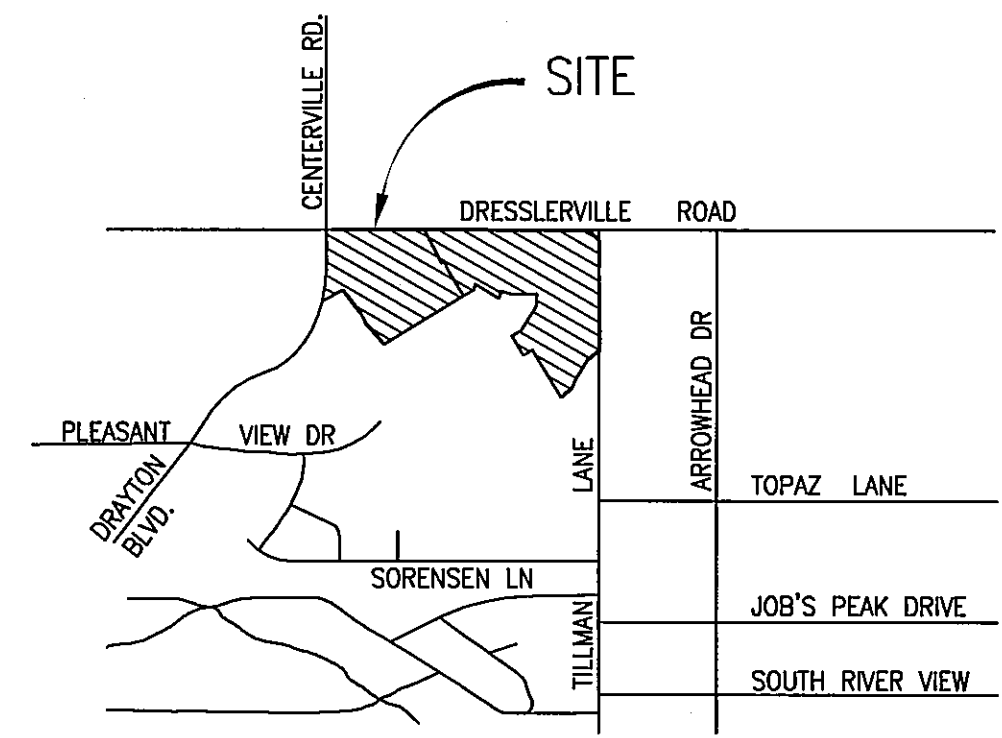 CENTERVILLE RD.
SITE
DRESSLERVILLE ROAD
ARROWHEAD DR
PLEASANT VIEW DR
DRAYTON
BLVD.
TILLMAN LANE
TOPAZ LANE
SORENSEN LN
JOB'S PEAK DRIVE
SOUTH RIVER VIEW